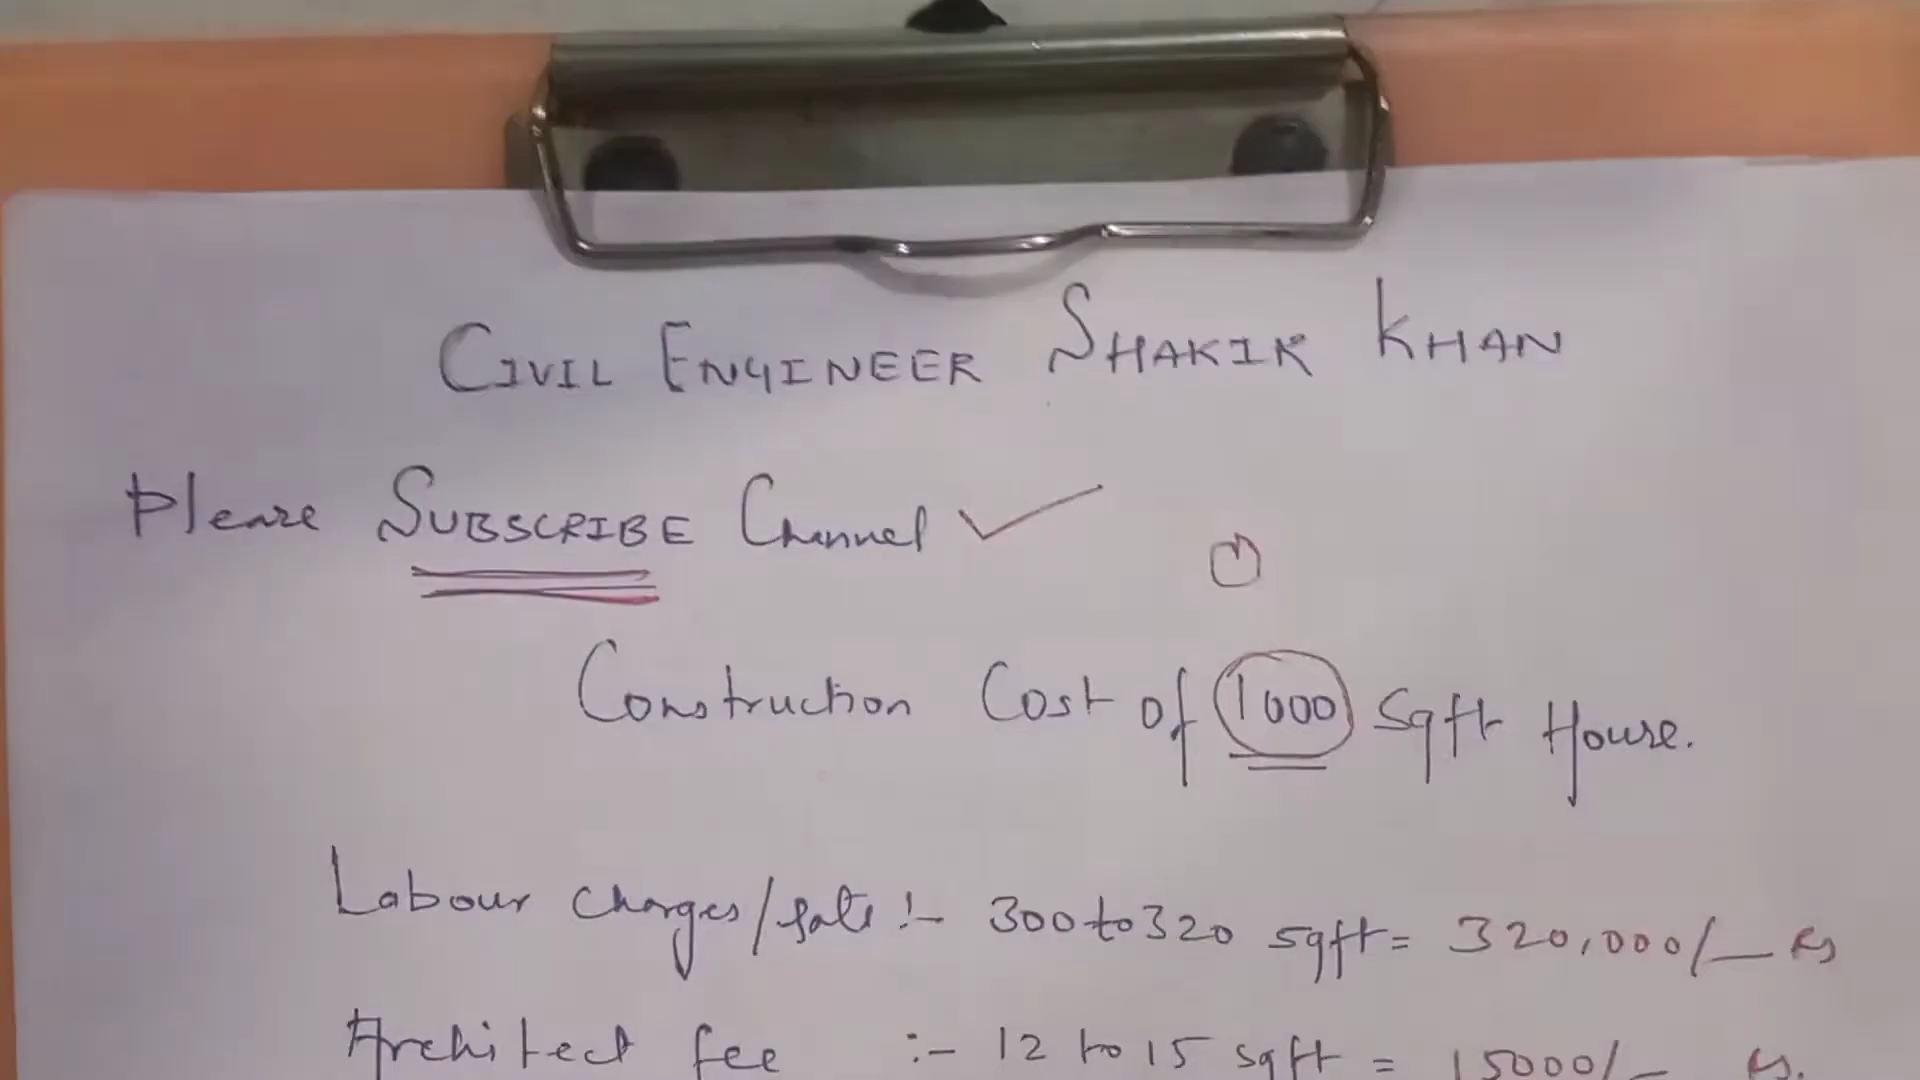 CIVIL ENGINEER SHAKIR KHAN
Please SUBSCRIBE Channel
Construction Cost of 1000 Sqft House.
Labour charges/rate :- 300 to 320 sqft = 320,000/- Rs
Architect fee :- 12 to 15 sqft = 15000/- Rs.